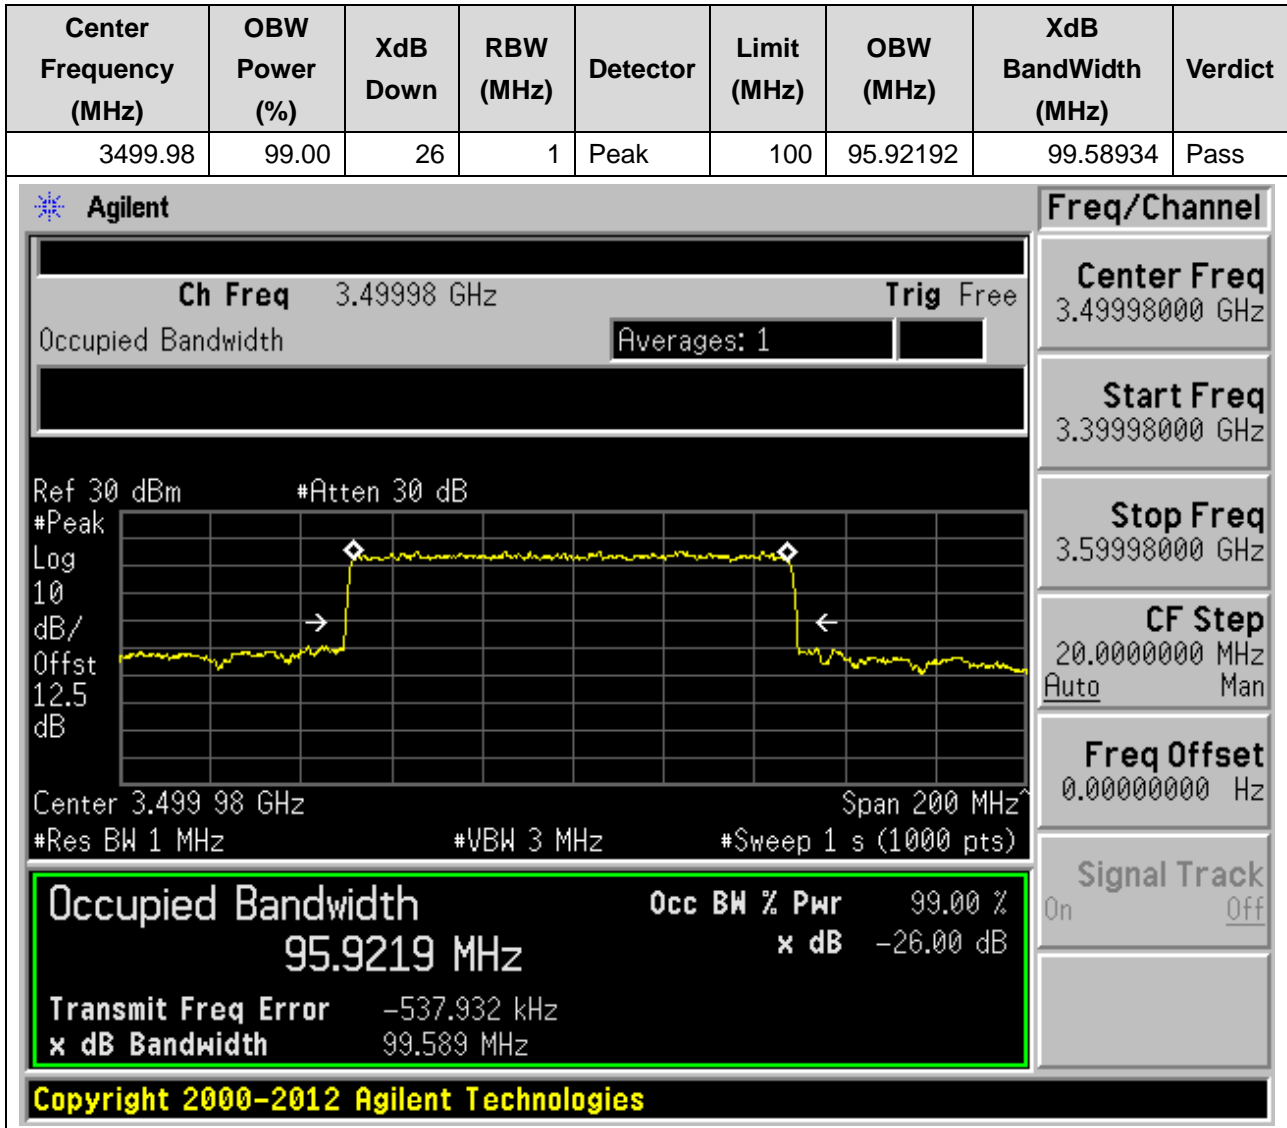 Center Frequency (MHz) OBW Power (%) XdB Down RBW (MHz) Detector Limit (MHz) OBW (MHz) XdB BandWidth (MHz) Verdict
3499.98 99.00 26 1 Peak 100 95.92192 99.58934 Pass
Agilent
Freq/Channel
Ch Freq 3.49998 GHz Trig Free
Occupied Bandwidth Averages: 1
Center Freq
3.49998000 GHz
Start Freq
3.39998000 GHz
Stop Freq
3.59998000 GHz
CF Step
20.0000000 MHz
Auto Man
Freq Offset
0.00000000 Hz
Signal Track
On Off
Ref 30 dBm #Atten 30 dB
#Peak
Log
10
dB/
Offst
12.5
dB
Center 3.499 98 GHz Span 200 MHz^
#Res BW 1 MHz #VBW 3 MHz #Sweep 1 s (1000 pts)
Occupied Bandwidth
95.9219 MHz
Occ BW % Pwr 99.00 %
x dB -26.00 dB
Transmit Freq Error -537.932 kHz
x dB Bandwidth 99.589 MHz
Copyright 2000-2012 Agilent Technologies